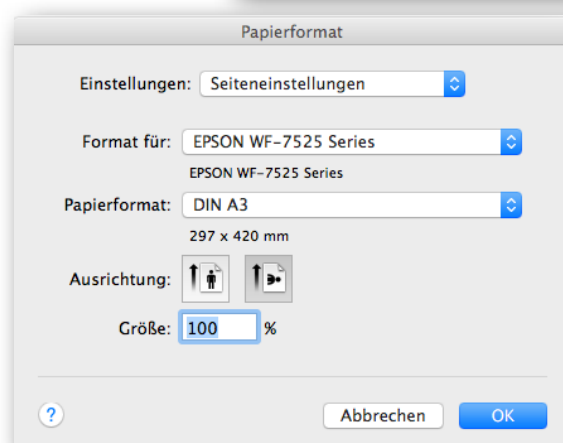 Papierformat
Einstellungen: Seiteneinstellungen
Format für: EPSON WF-7525 Series
EPSON WF-7525 Series
Papierformat: DIN A3
297 x 420 mm
Ausrichtung:
Größe: 100 %
? Abbrechen OK